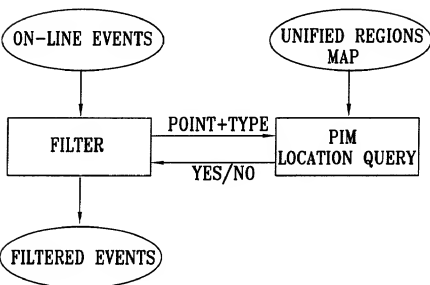 ON-LINE EVENTS
UNIFIED REGIONS
MAP
FILTER
POINT+TYPE
YES/NO
PIM
LOCATION QUERY
FILTERED EVENTS